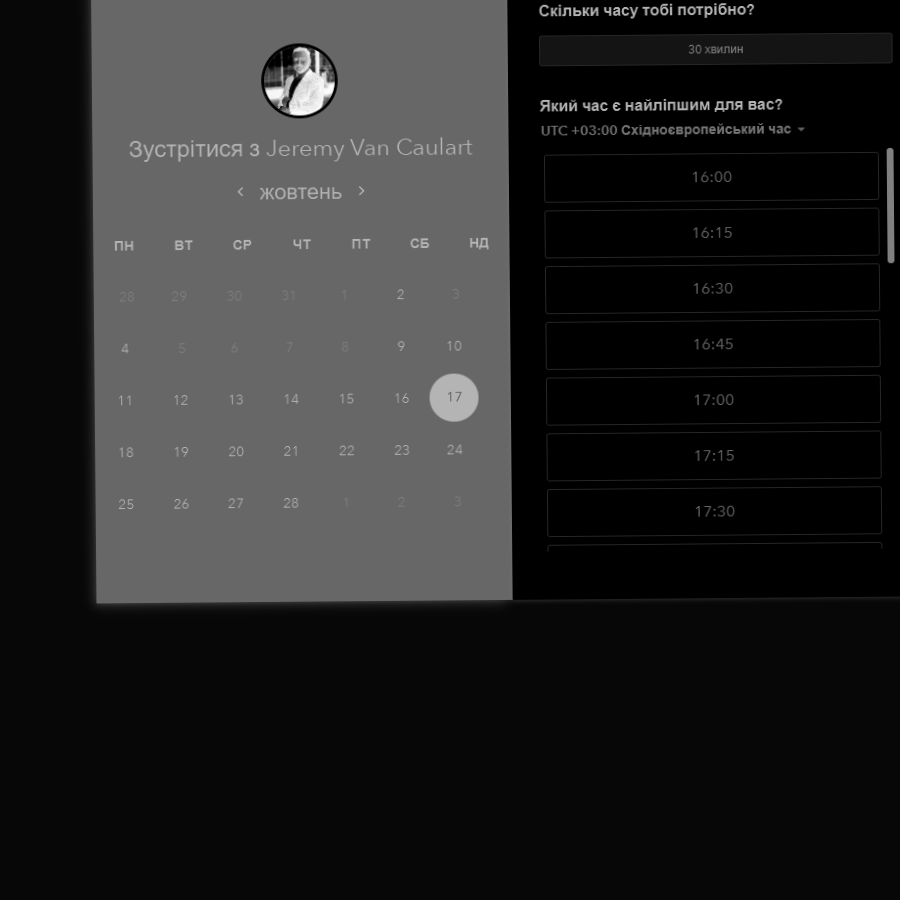 Зустрітися з Jeremy Van Caulart
жовтень
ПН ВТ СР ЧТ ПТ СБ НД
28 29 30 31 1 2 3
4 5 6 7 8 9 10
11 12 13 14 15 16 17
18 19 20 21 22 23 24
25 26 27 28 1 2 3
Скільки часу тобі потрібно?
30 хвилин
Який час є найліпшим для вас?
UTC +03:00 Східноєвропейський час
16:00
16:15
16:30
16:45
17:00
17:15
17:30